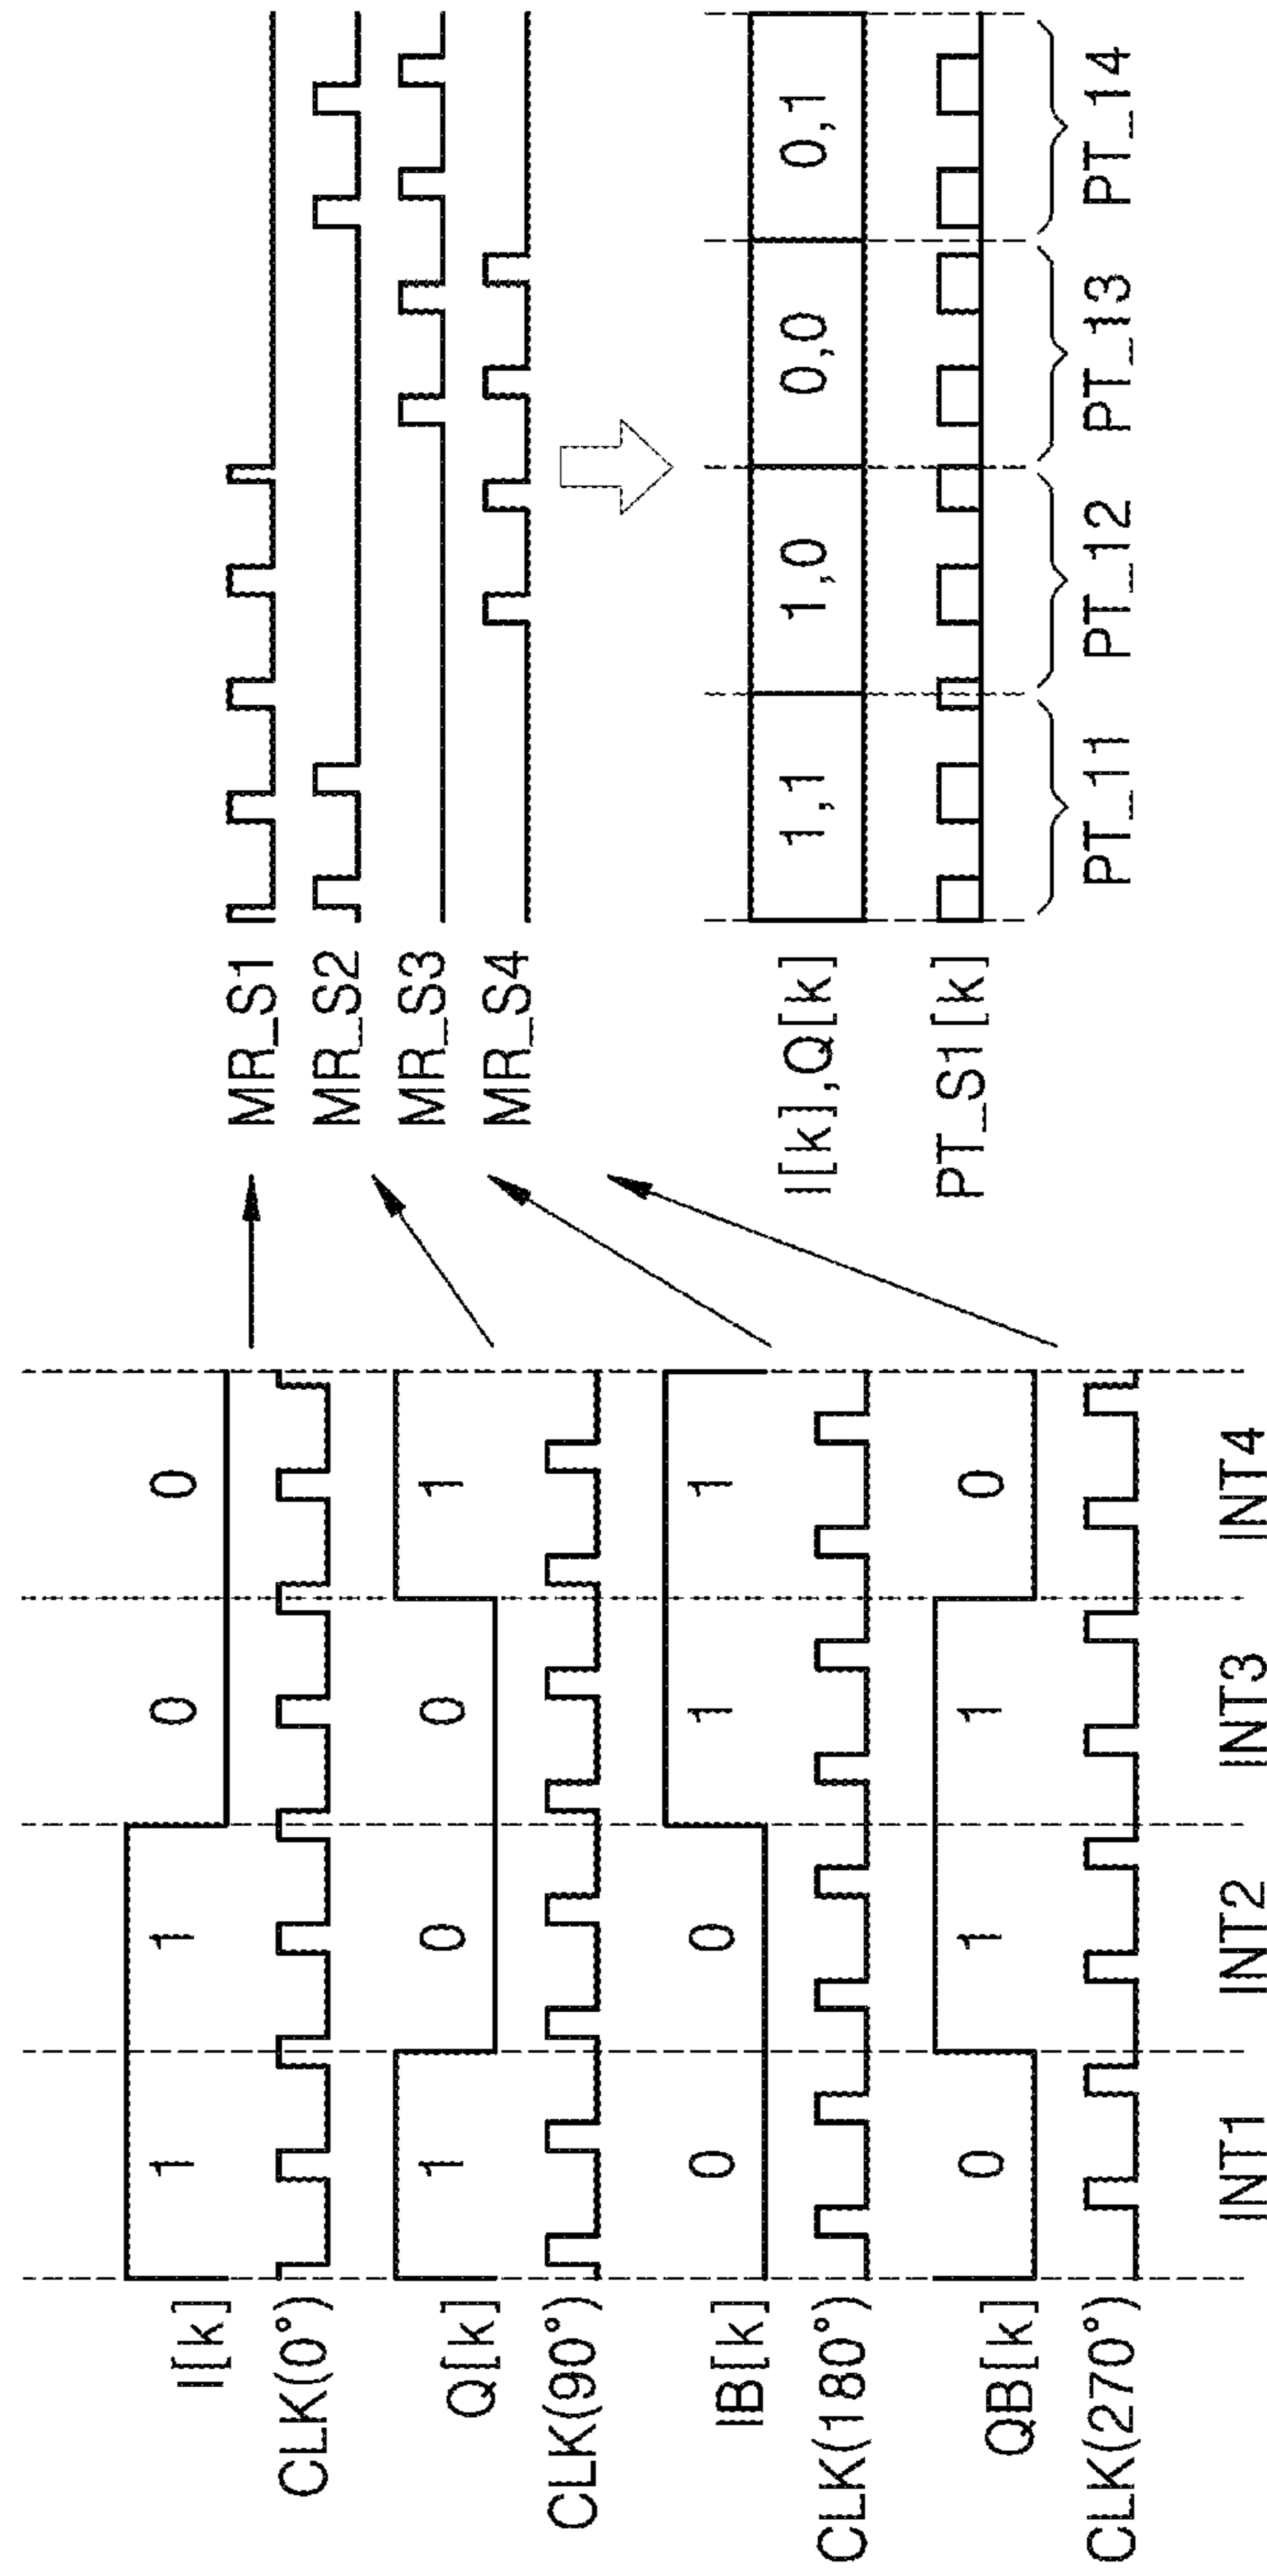 I[k]
1
1
0
0
CLK(0°)
Q[k]
1
0
0
1
CLK(90°)
IB[k]
0
0
1
1
CLK(180°)
QB[k]
0
1
1
0
CLK(270°)
INT1
INT2
INT3
INT4
MR_S1
MR_S2
MR_S3
MR_S4
I[k],Q[k]
1,1
1,0
0,0
0,1
PT_S1[k]
PT_11
PT_12
PT_13
PT_14